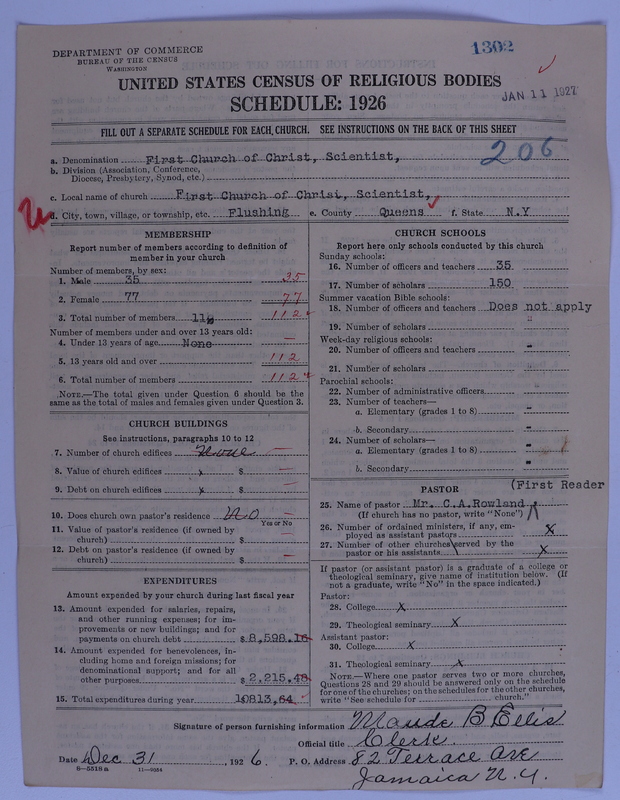 1302
DEPARTMENT OF COMMERCE
BUREAU OF THE CENSUS
WASHINGTON
UNITED STATES CENSUS OF RELIGIOUS BODIES
JAN 11 1927
SCHEDULE: 1926
FILL OUT A SEPARATE SCHEDULE FOR EACH CHURCH. SEE INSTRUCTIONS ON THE BACK OF THIS SHEET
206
a. Denomination First Church of Christ, Scientist,
b. Division (Association, Conference,
Diocese, Presbytery, Synod, etc.)
c. Local name of church First Church of Christ, Scientist,
d. City, town, village, or township, etc. Flushing e. County Queens f. State N.Y
MEMBERSHIP
Report number of members according to definition of
member in your church
Number of members, by sex:
1. Male 35 35
2. Female 77 77
3. Total number of members 112 112
Number of members under and over 13 years old:
4. Under 13 years of age None —
5. 13 years old and over 112
6. Total number of members 112
NOTE.—The total given under Question 6 should be
same as the total of males and females given under Question 3.
CHURCH BUILDINGS
See instructions, paragraphs 10 to 12
7. Number of church edifices None —
8. Value of church edifices x $ —
9. Debt on church edifices x $ —
10. Does church own pastor's residence No —
Yes or No
11. Value of pastor's residence (if owned by
church) $ —
12. Debt on pastor's residence (if owned by
church) $ —
EXPENDITURES
Amount expended by your church during last fiscal year
13. Amount expended for salaries, repairs,
and other running expenses; for im-
provements or new buildings; and for
payments on church debt $ 8,598.16
14. Amount expended for benevolences, in-
cluding home and foreign missions; for
denominational support; and for all
other purposes $ 2,215.48
15. Total expenditures during year 10813,64
CHURCH SCHOOLS
Report here only schools conducted by this church
Sunday schools:
16. Number of officers and teachers 35
17. Number of scholars 150
Summer vacation Bible schools:
18. Number of officers and teachers Does not apply
19. Number of scholars "
Week-day religious schools:
20. Number of officers and teachers -
21. Number of scholars
Parochial schools:
22. Number of administrative officers -
23. Number of teachers—
a. Elementary (grades 1 to 8) -
b. Secondary -
24. Number of scholars—
a. Elementary (grades 1 to 8) -
b. Secondary -
PASTOR
(First Reader
25. Name of pastor Mr. C.A.Rowland
(If church has no pastor, write "None")
26. Number of ordained ministers, if any, em-
ployed as assistant pastors x
27. Number of other churches served by the
pastor or his assistants x
If pastor (or assistant pastor) is a graduate of a college or
theological seminary, give name of institution below. (If
not a graduate, write "No" in the space indicated.)
Pastor:
28. College x
29. Theological seminary x
Assistant pastor:
30. College x
31. Theological seminary x
NOTE.—Where one pastor serves two or more churches,
Questions 28 and 29 should be answered only on the schedule
for one of the churches; on the schedules for the other churches,
write "See schedule for church."
Signature of person furnishing information Maude B Ellis
Official title Clerk.
Date Dec 31 1926. P. O. Address 82 Terrace Ave
8—5518a 11—9054
Jamaica N.Y.